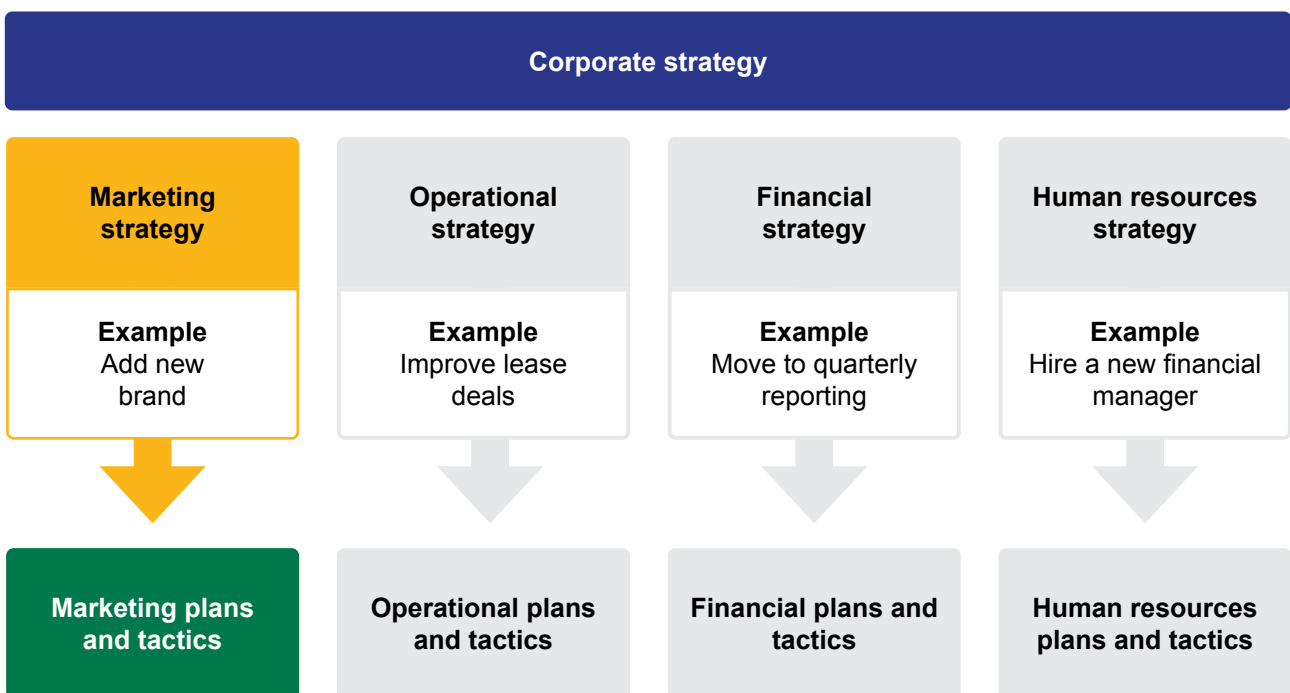 Corporate strategy
Marketing
strategy
Example
Add new
brand
Marketing plans
and tactics
Operational
strategy
Example
Improve lease
deals
Operational plans
and tactics
Financial
strategy
Example
Move to quarterly
reporting
Financial plans and
tactics
Human resources
strategy
Example
Hire a new financial
manager
Human resources
plans and tactics